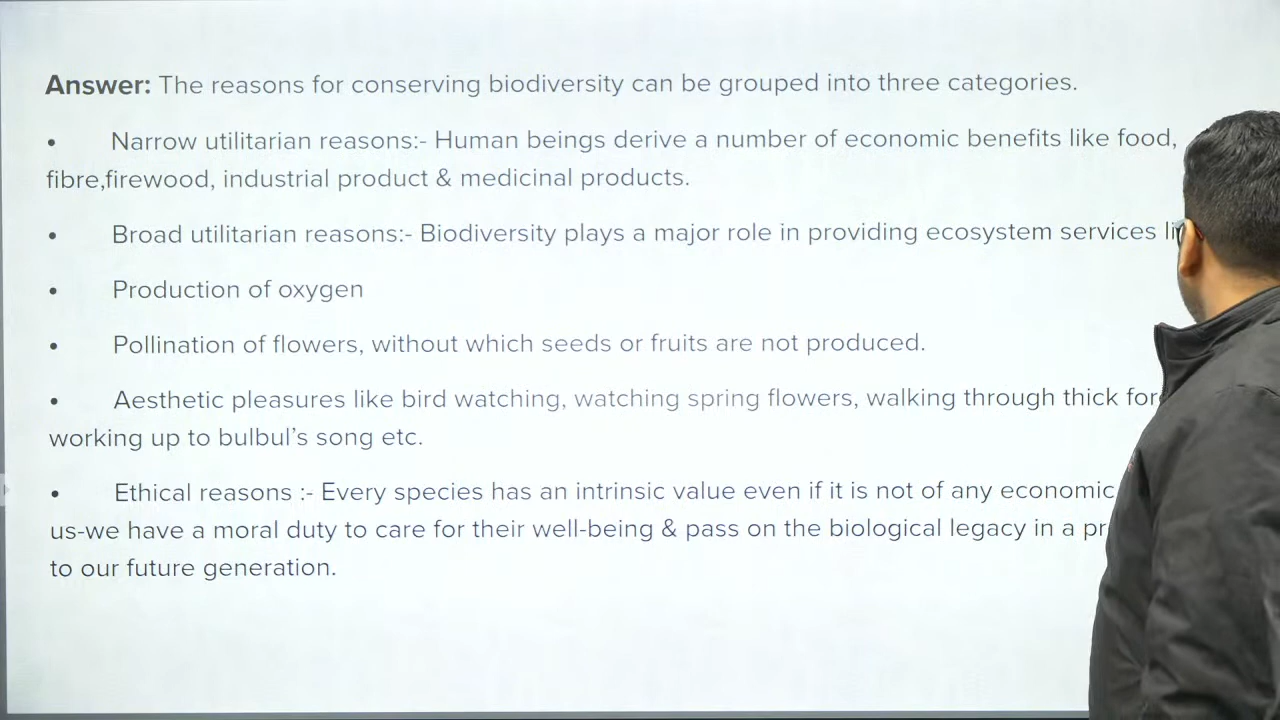 Answer: The reasons for conserving biodiversity can be grouped into three categories.
• Narrow utilitarian reasons:- Human beings derive a number of economic benefits like food,
fibre,firewood, industrial product & medicinal products.
• Broad utilitarian reasons:- Biodiversity plays a major role in providing ecosystem services
• Production of oxygen
• Pollination of flowers, without which seeds or fruits are not produced.
• Aesthetic pleasures like bird watching, watching spring flowers, walking through thick
working up to bulbul’s song etc.
• Ethical reasons :- Every species has an intrinsic value even if it is not of any economic
us-we have a moral duty to care for their well-being & pass on the biological legacy in a
to our future generation.